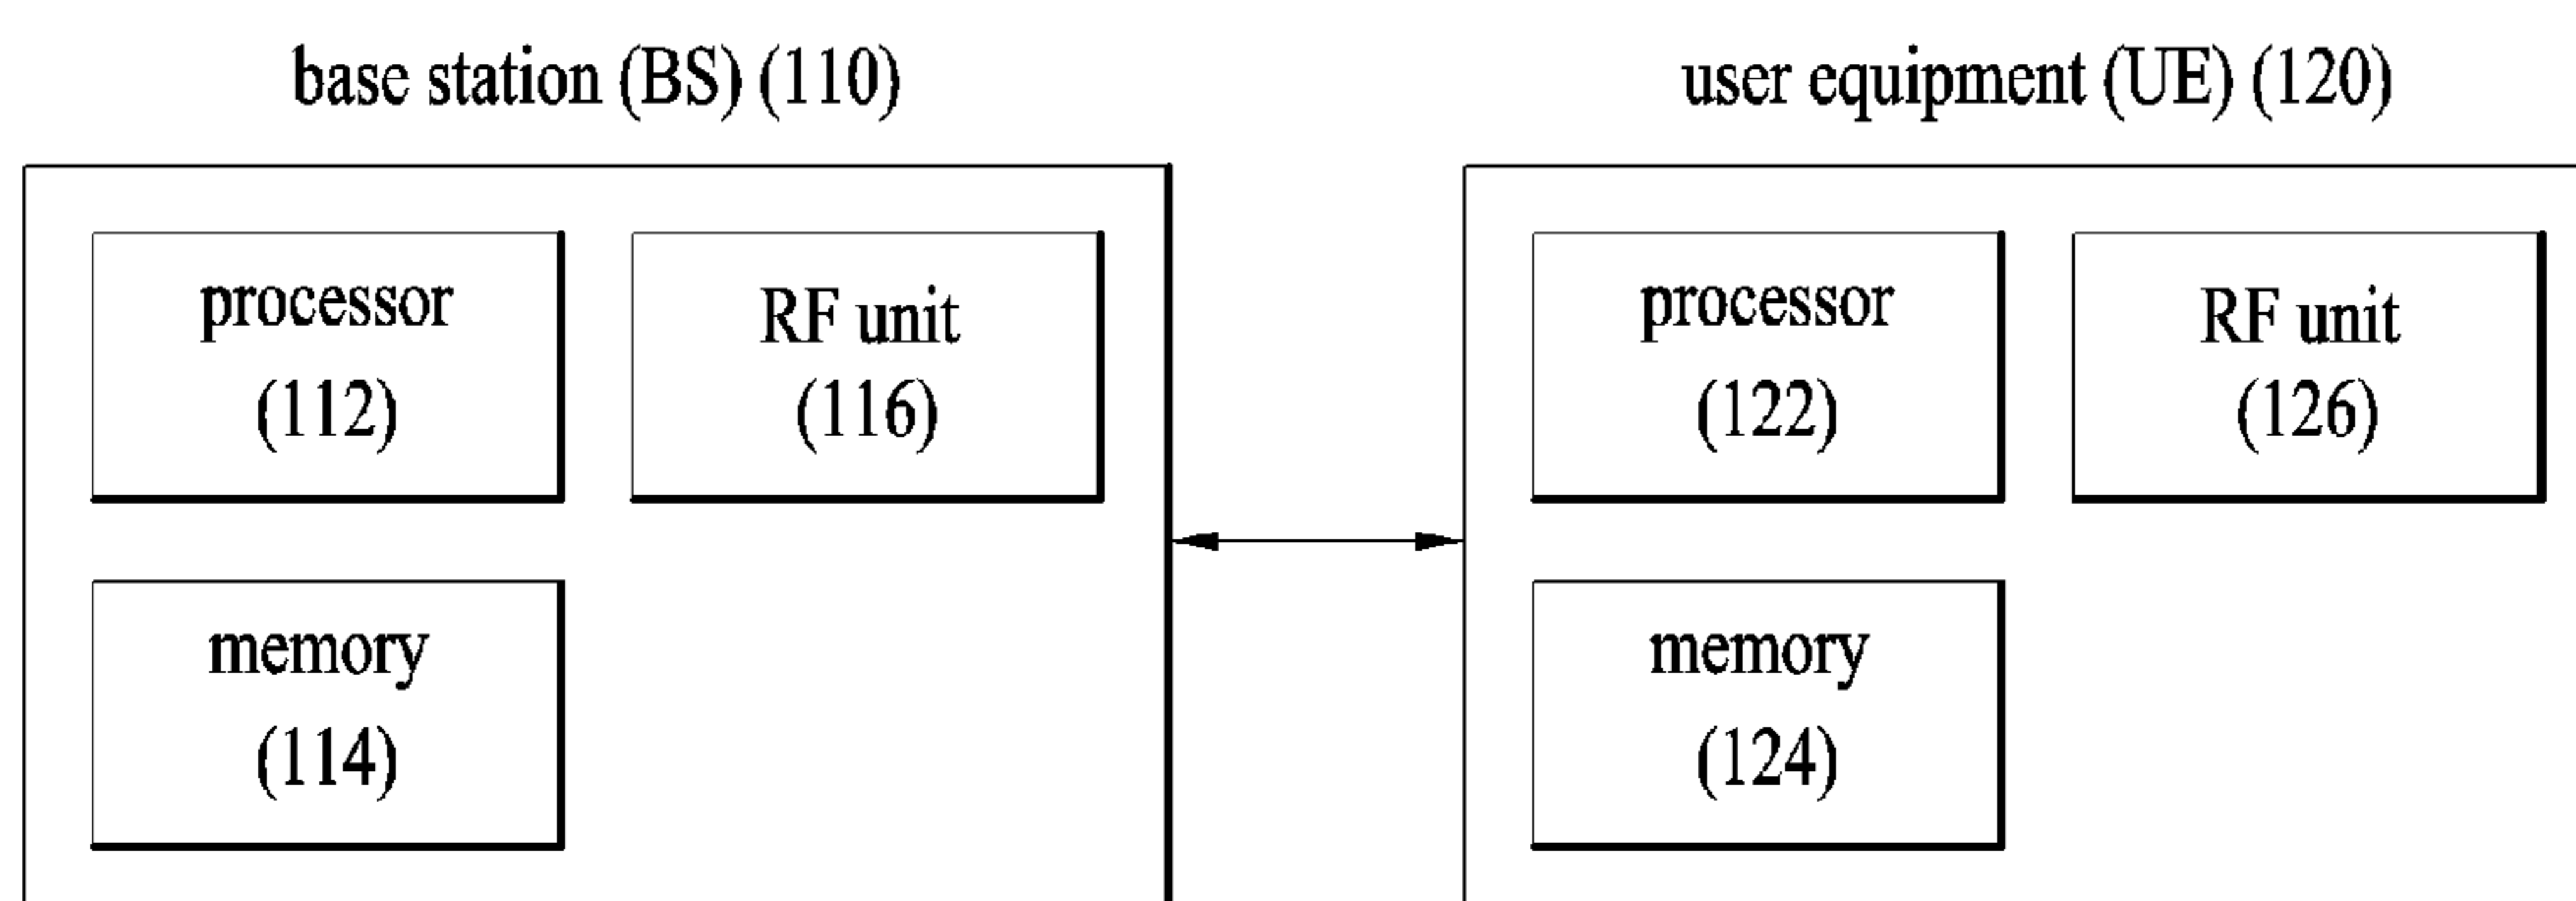 base station (BS) (110)
processor
(112)
RF unit
(116)
memory
(114)
user equipment (UE) (120)
processor
(122)
RF unit
(126)
memory
(124)